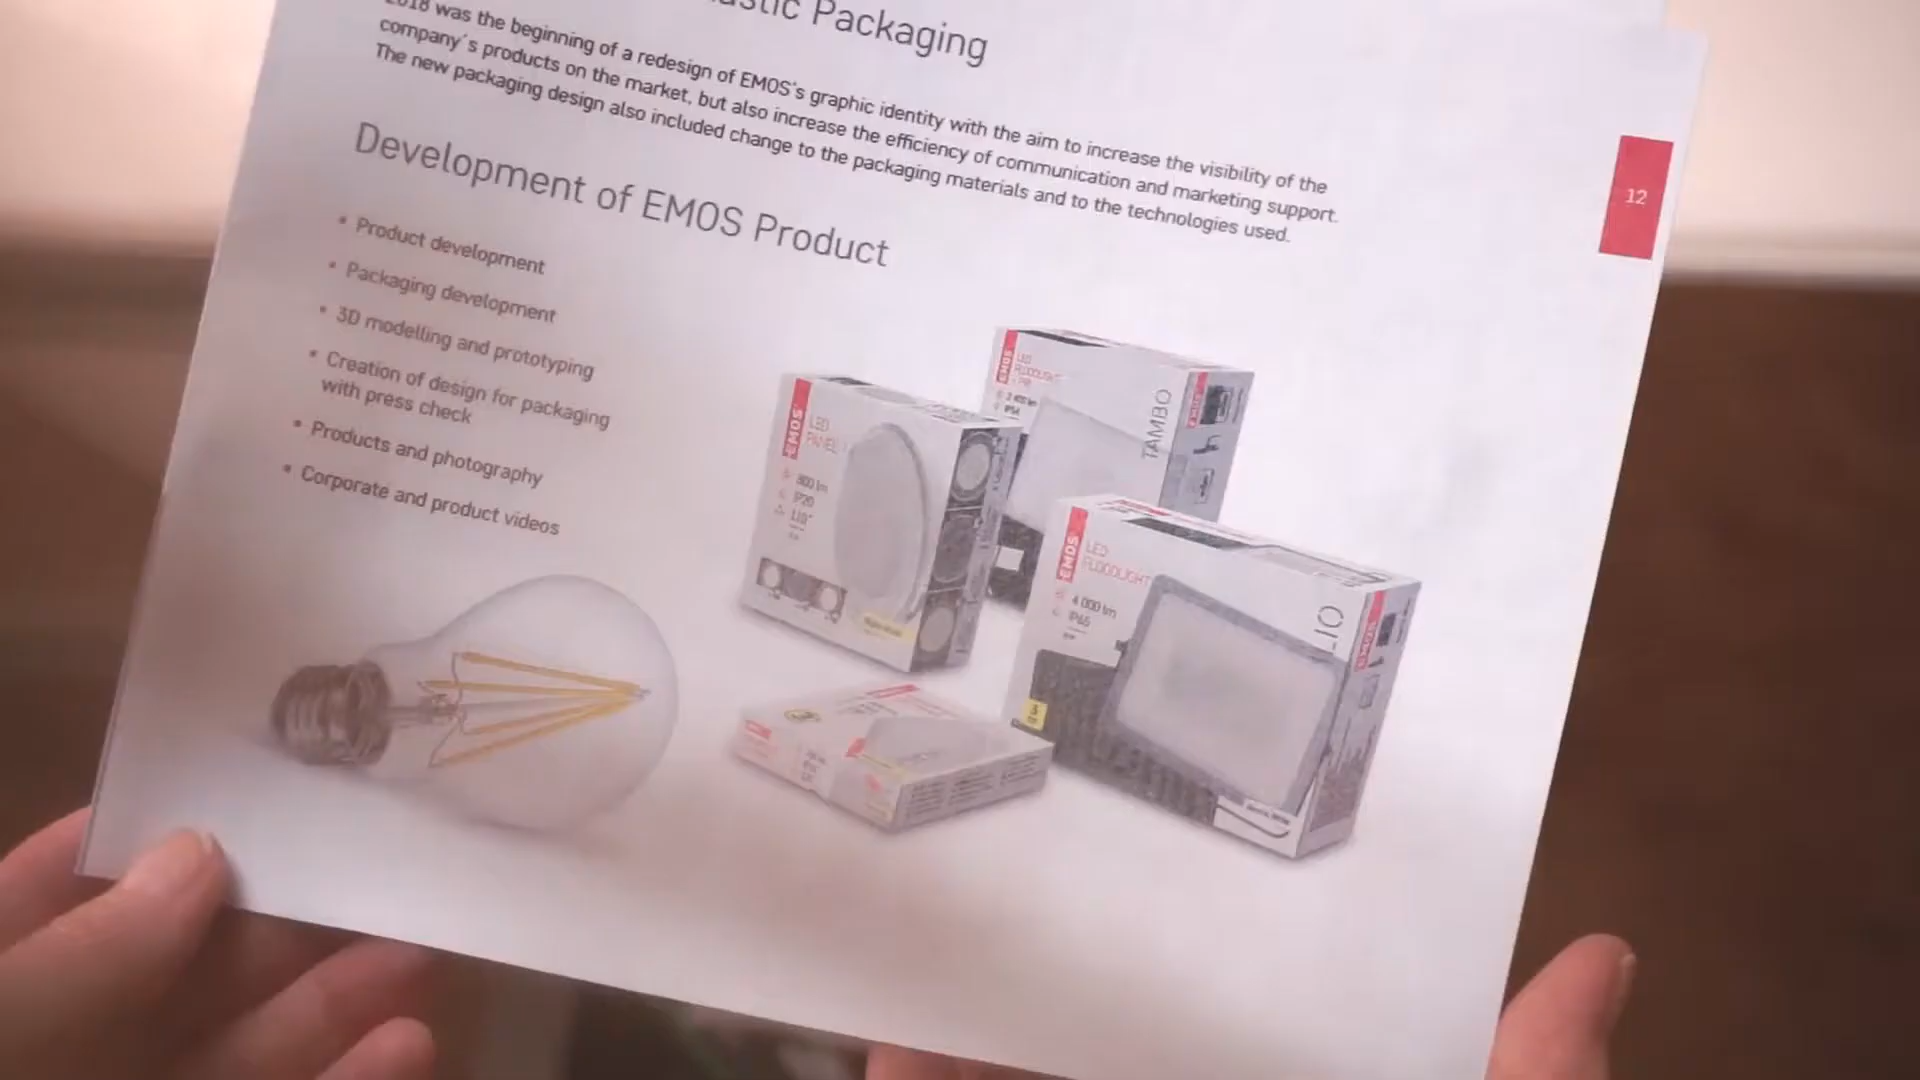 Packaging
2018 was the beginning of a redesign of EMOS's graphic identity with the aim to increase the visibility of the
company´s products on the market, but also increase the efficiency of communication and marketing support.
The new packaging design also included change to the packaging materials and to the technologies used.
12
Development of EMOS Product
• Product development
• Packaging development
• 3D modelling and prototyping
• Creation of design for packaging
with press check
• Products and photography
• Corporate and product videos
EMOS
LED
FLOODLIGHT
TAMBO
EMOS
LED
PANEL
800 lm
IP20
110°
EMOS
LED
FLOODLIGHT
4 000 lm
IP65
EMOS